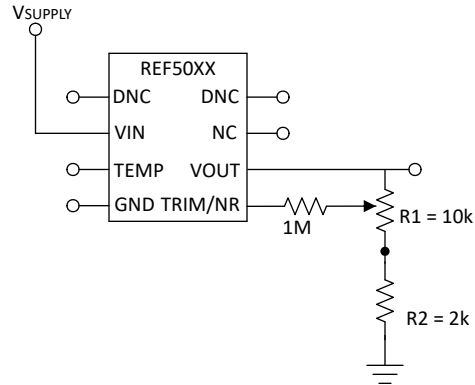 VSUPPLY
REF50XX
DNC DNC
VIN NC
TEMP VOUT
GND TRIM/NR
1M
R1 = 10k
R2 = 2k